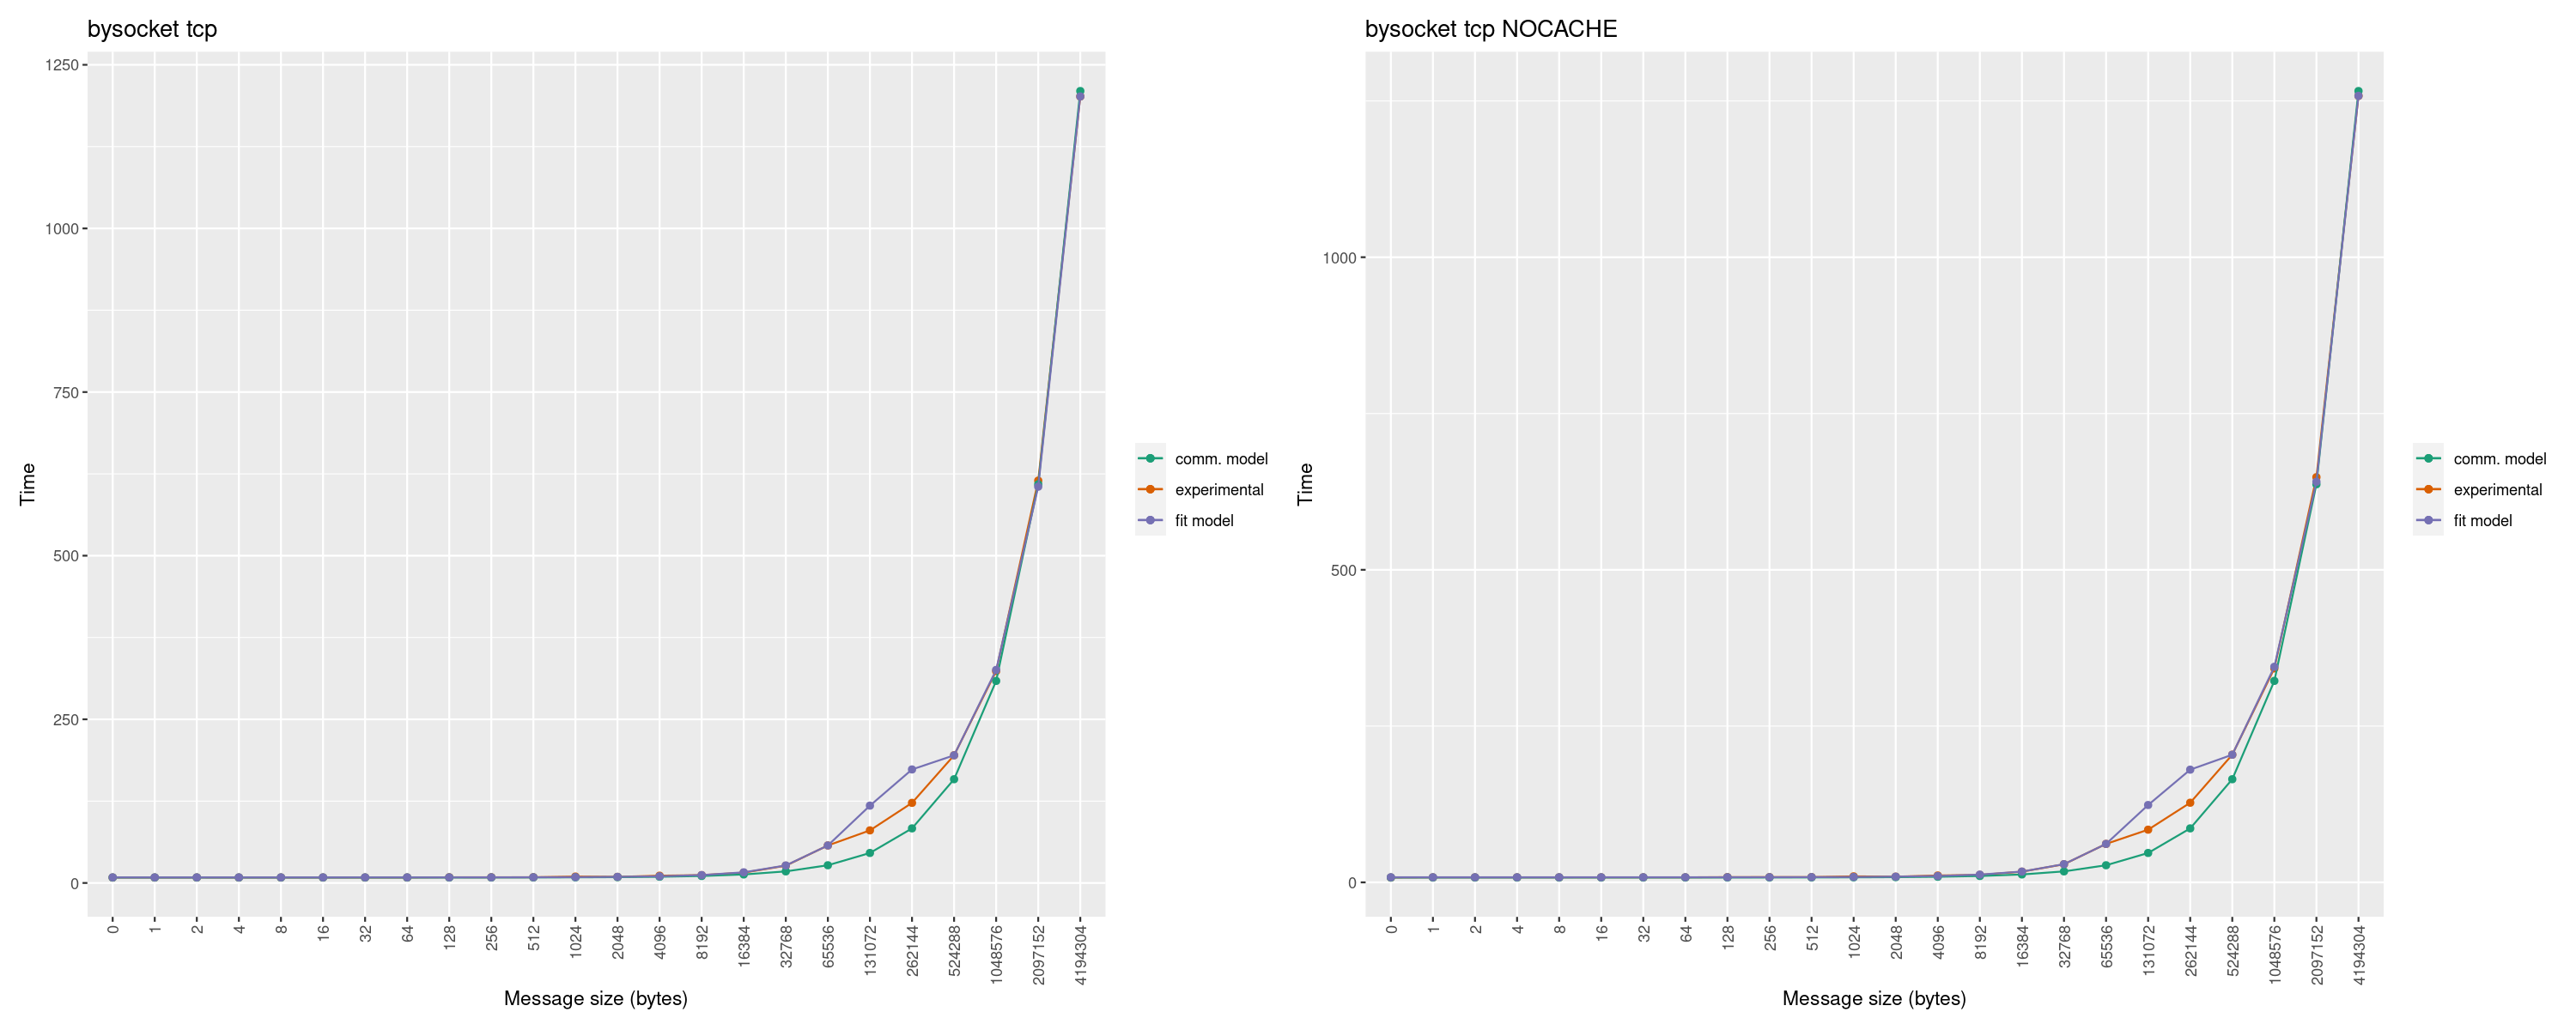 bysocket tcp
1250
1000
750
500
250
0
Time
0 1 2 4 8 16 32 64 128 256 512 1024 2048 4096 8192 16384 32768 65536 131072 262144 524288 1048576 2097152 4194304
Message size (bytes)
comm. model
experimental
fit model
bysocket tcp NOCACHE
1000
500
0
Time
0 1 2 4 8 16 32 64 128 256 512 1024 2048 4096 8192 16384 32768 65536 131072 262144 524288 1048576 2097152 4194304
Message size (bytes)
comm. model
experimental
fit model